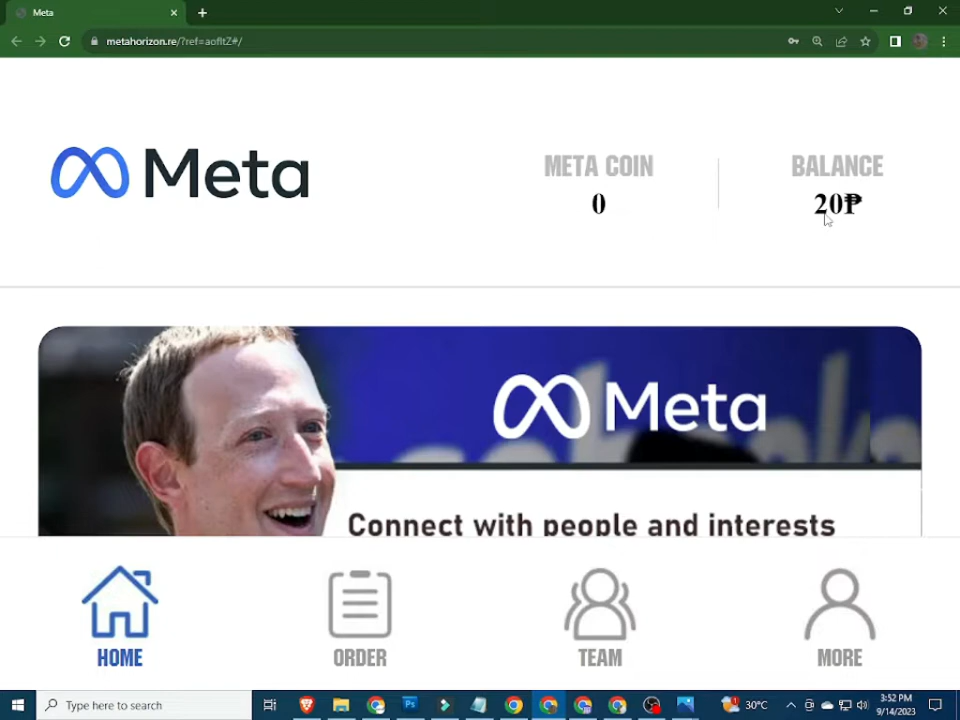 Meta
metahorizon.re/?ref=aofltZ#/
Meta
META COIN
0
BALANCE
20₱
Meta
Connect with people and interests
HOME
ORDER
TEAM
MORE
Type here to search
30°C
3:52 PM
9/14/2023